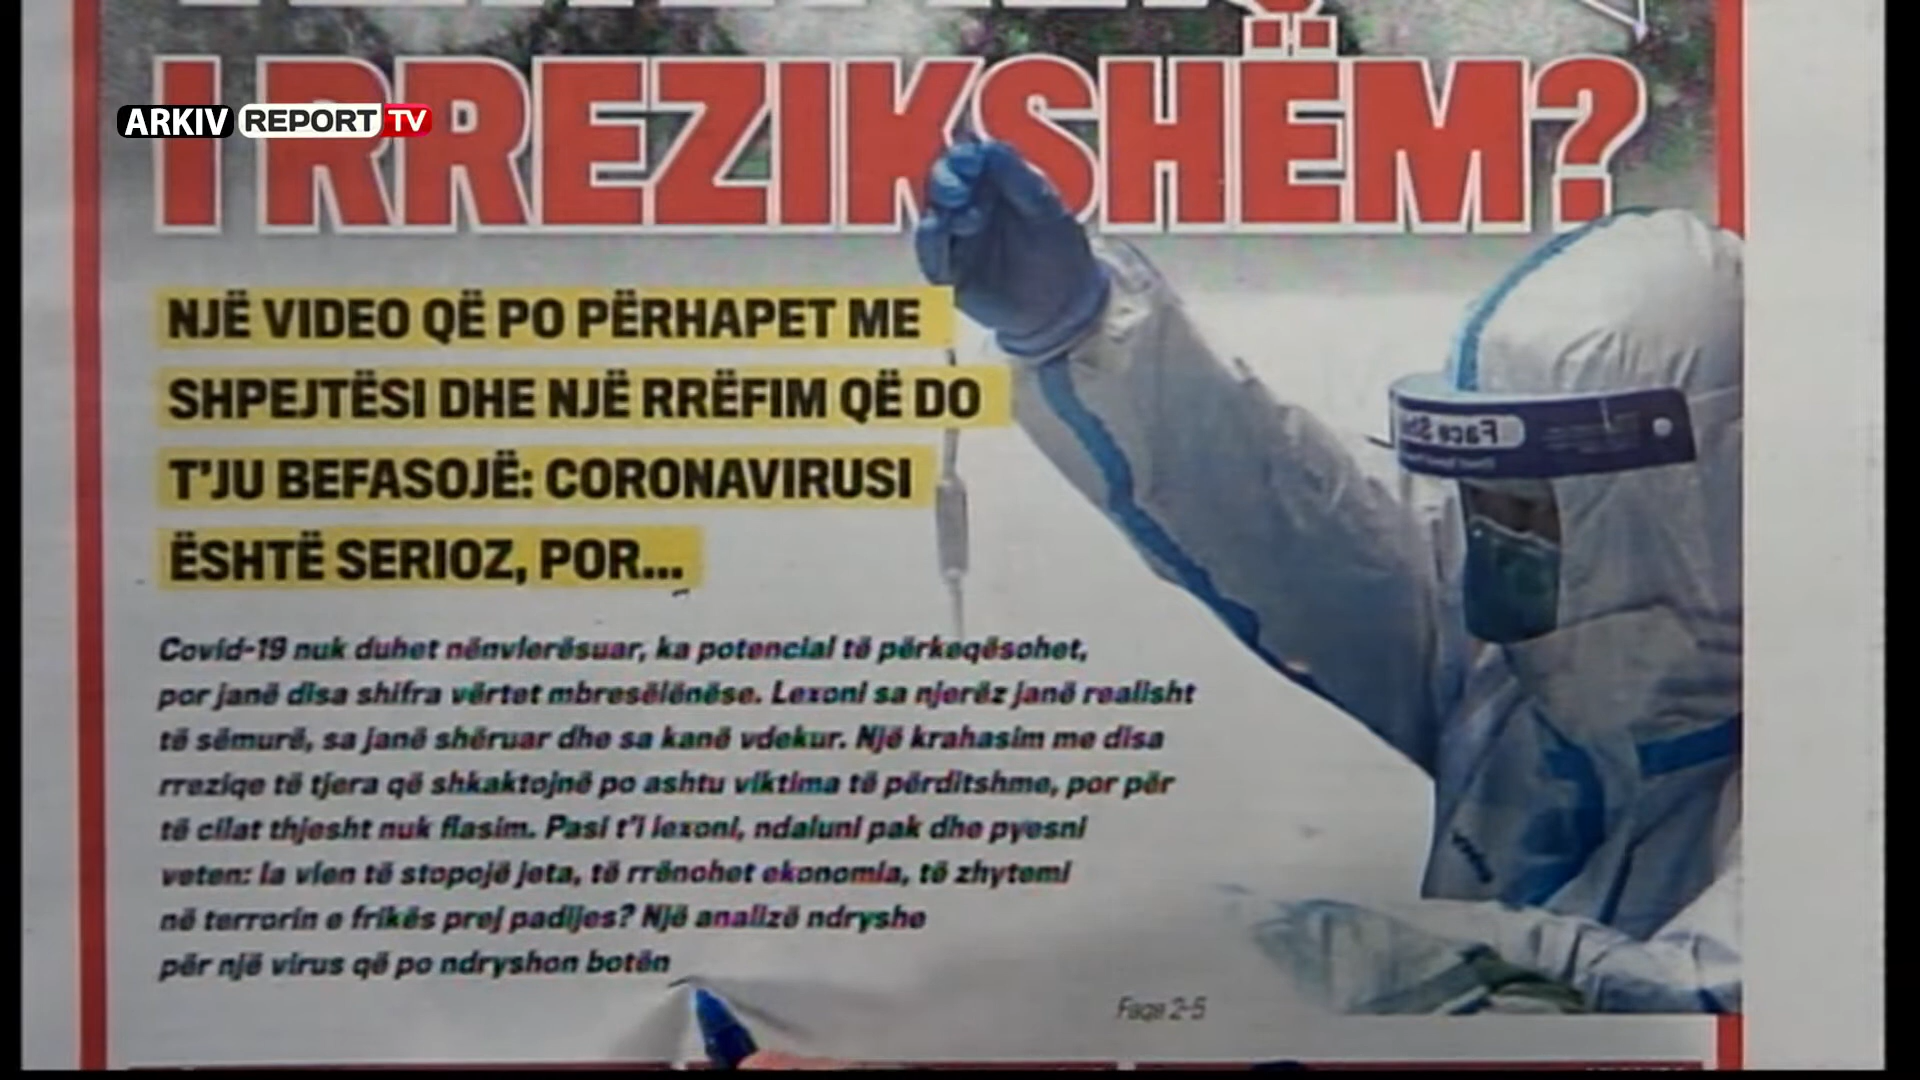 I RREZIKSHËM?
ARKIV REPORT TV
NJË VIDEO QË PO PËRHAPET ME
SHPEJTËSI DHE NJË RRËFIM QË DO
T'JU BEFASOJË: CORONAVIRUSI
ËSHTË SERIOZ, POR...
Covid-19 nuk duhet nënvlerësuar, ka potencial të përkeqësohet,
por janë disa shifra vërtet mbresëlënëse. Lexoni sa njerëz janë realisht
të sëmurë, sa janë shëruar dhe sa kanë vdekur. Një krahasim me disa
rreziqe të tjera që shkaktojnë po ashtu viktima të përditshme, por për
të cilat thjesht nuk flasim. Pasi t'i lexoni, ndaluni pak dhe pyesni
veten: ia vlen të stopojë jeta, të rrënohet ekonomia, të zhytemi
në terrorin e frikës prej padijes? Një analizë ndryshe
për një virus që po ndryshon botën
Faqe 2-5
Face